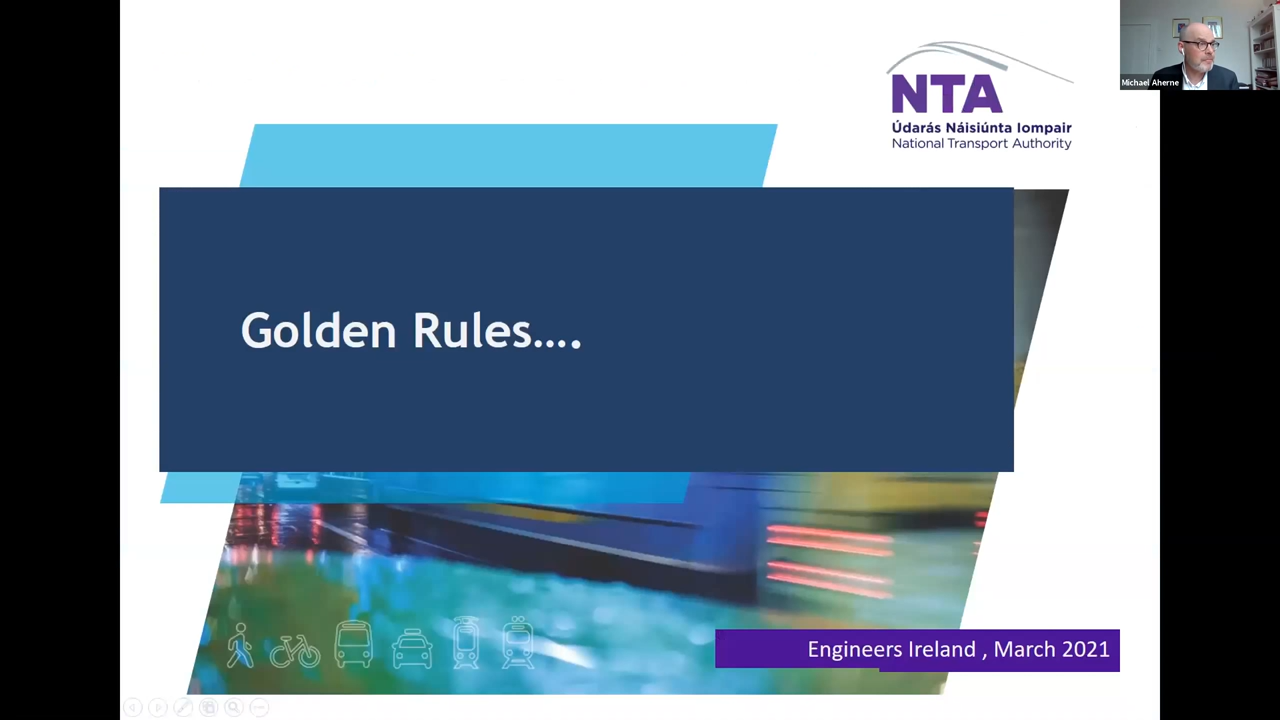 Michael Aherne
NTA
Údarás Náisiúnta Iompair
National Transport Authority
Golden Rules....
Engineers Ireland , March 2021